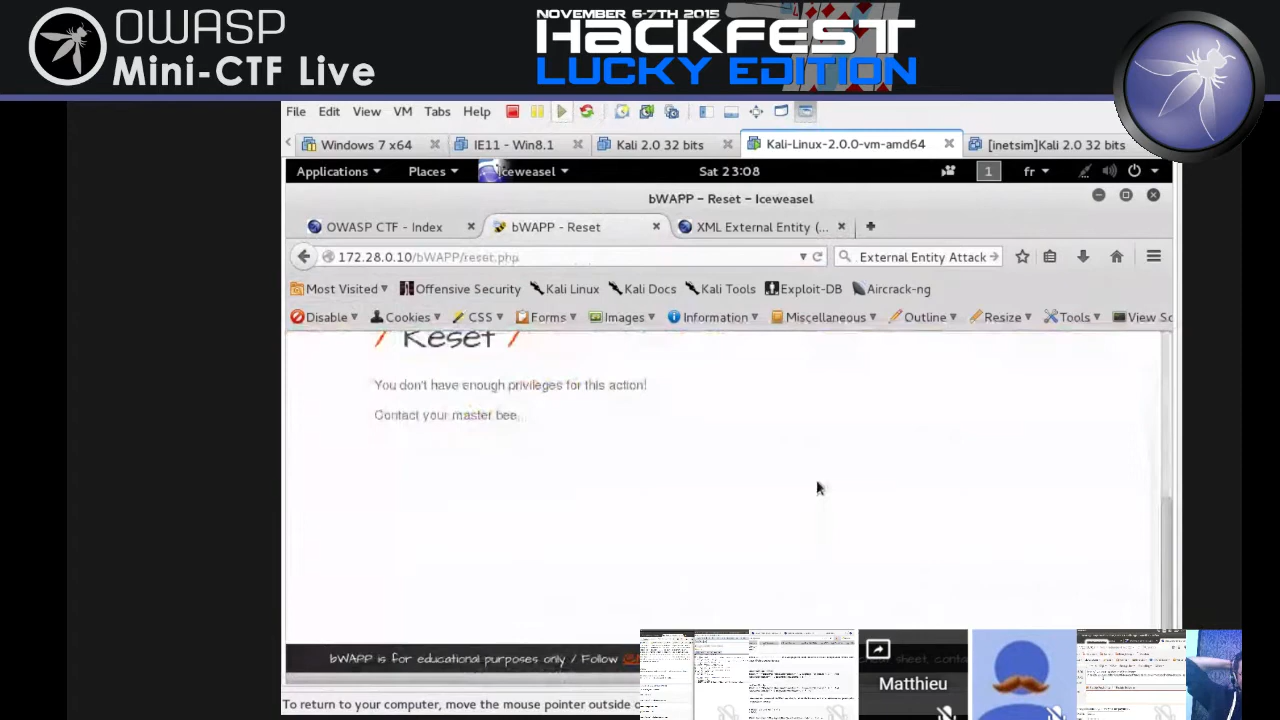 OWASP
Mini-CTF Live
NOVEMBER 6-7TH 2015
HACKFEST
LUCKY EDITION
File Edit View VM Tabs Help
Windows 7 x64 IE11 - Win8.1 Kali 2.0 32 bits Kali-Linux-2.0.0-vm-amd64 [inetsim]Kali 2.0 32 bits
Applications Places Iceweasel Sat 23:08 1 fr
bWAPP - Reset - Iceweasel
OWASP CTF - Index bWAPP - Reset XML External Entity (...
172.28.0.10/bWAPP/reset.php External Entity Attack
Most Visited Offensive Security Kali Linux Kali Docs Kali Tools Exploit-DB Aircrack-ng
Disable Cookies CSS Forms Images Information Miscellaneous Outline Resize Tools View Sc
/ Reset /
You don't have enough privileges for this action!
Contact your master bee...
purposes only / Follow
sheet, conta
Matthieu
To return to your
er, move the mouse pointer outside